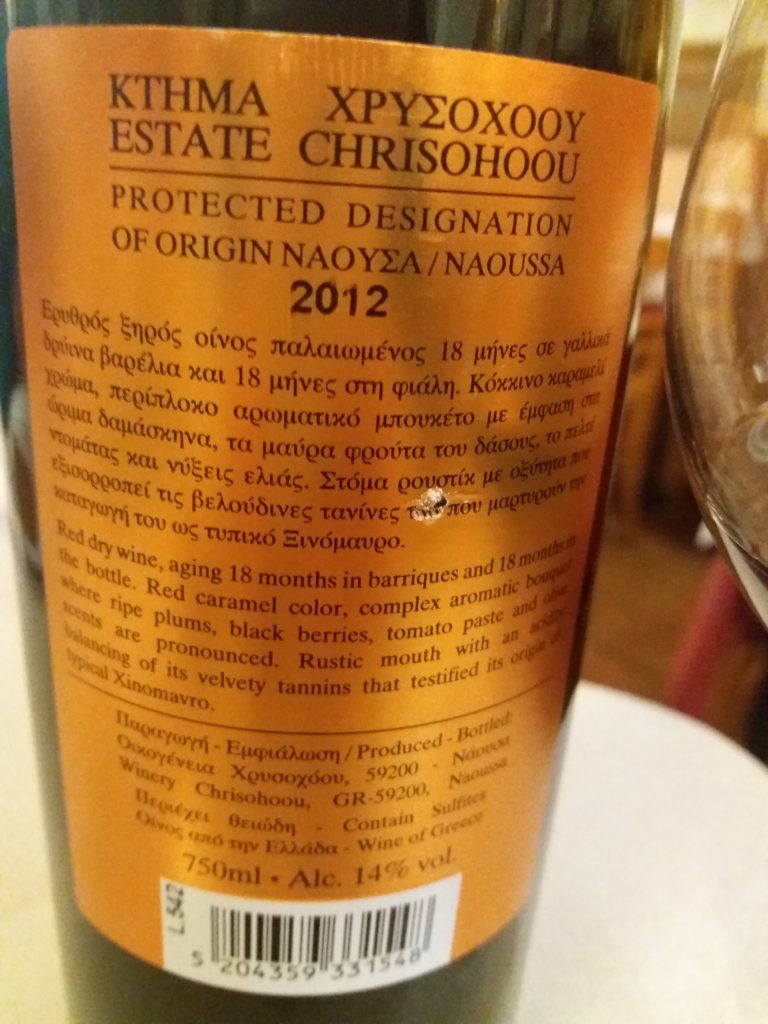 ΚΤΗΜΑ ΧΡΥΣΟΧΟΟΥ
ESTATE CHRISOHOOU
PROTECTED DESIGNATION
OF ORIGIN ΝΑΟΥΣΑ / NAOUSSA
2012
Ερυθρός ξηρός οίνος παλαιωμένος 18 μήνες σε γαλλικά
δρύινα βαρέλια και 18 μήνες στη φιάλη. Κόκκινο καραμελί
χρώμα, περίπλοκο αρωματικό μπουκέτο με έμφαση στα
ώριμα δαμάσκηνα, τα μαύρα φρούτα του δάσους, το πελτέ
ντομάτας και νύξεις ελιάς. Στόμα ρουστίκ με οξύτητα που
εξισορροπεί τις βελούδινες τανίνες που μαρτυρούν την
καταγωγή του ως τυπικό Ξινόμαυρο.
Red dry wine, aging 18 months in barriques and 18 months in
the bottle. Red caramel color, complex aromatic bouquet
where ripe plums, black berries, tomato paste and olive
scents are pronounced. Rustic mouth with an acidity
balancing of its velvety tannins that testified its origin of
typical Xinomavro.
Παραγωγή - Εμφιάλωση / Produced - Bottled:
Οικογένεια Χρυσοχόου, 59200 - Νάουσα
Winery Chrisohoou, GR-59200, Naoussa
Περιέχει θειώδη - Contain Sulfites
Οίνος από την Ελλάδα - Wine of Greece
750ml • Alc. 14% vol.
L.542
5 204359 331548